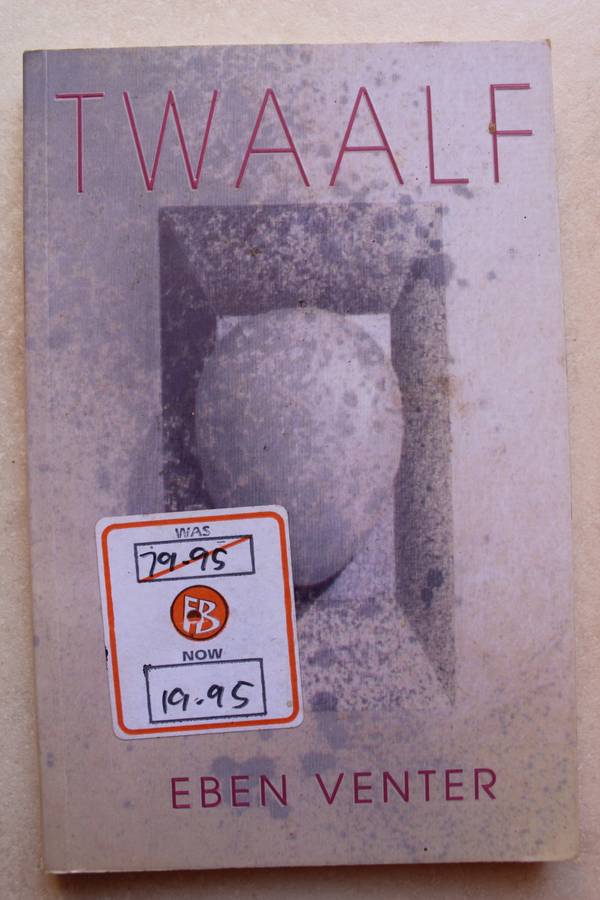 TWAALF
WAS
79.95
FB
NOW
19.95
EBEN VENTER